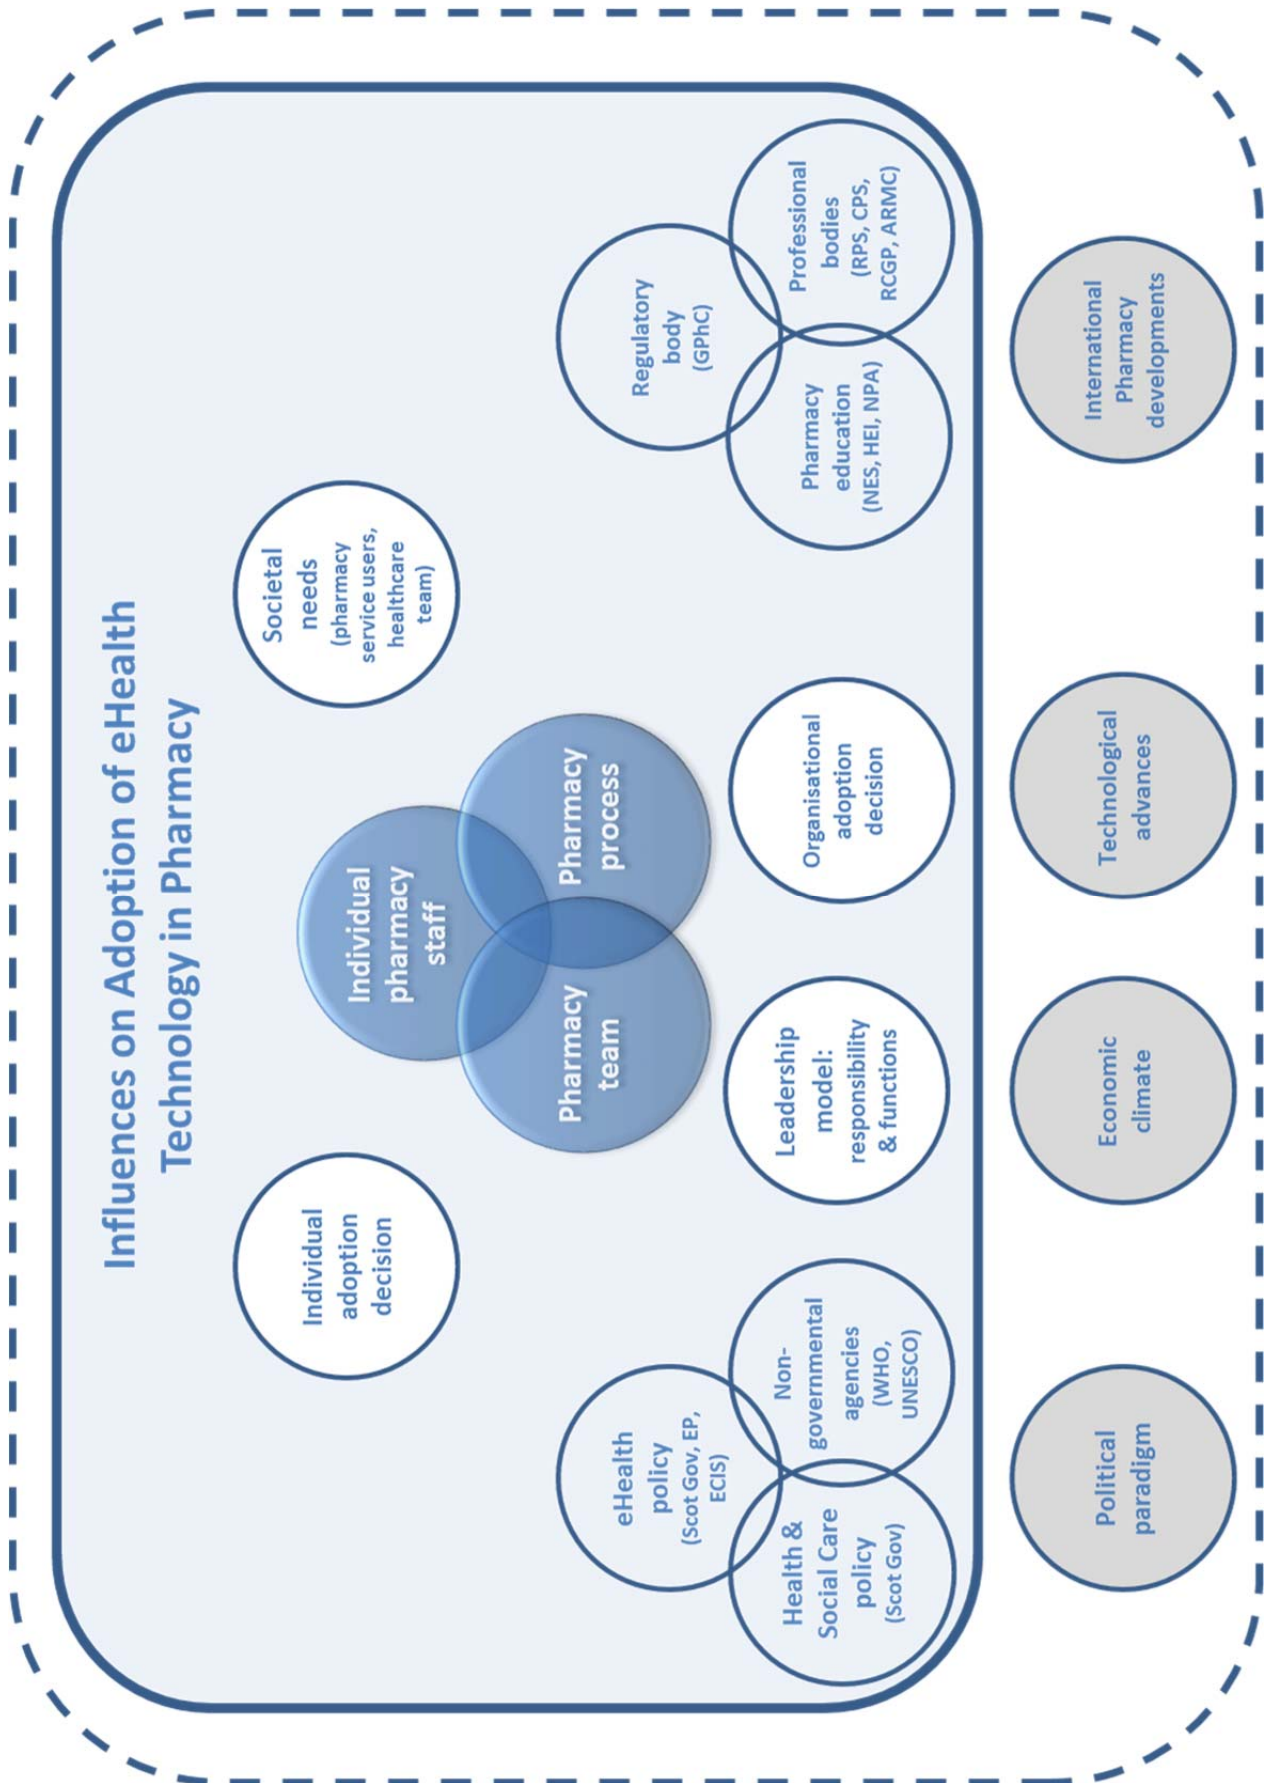 Influences on Adoption of eHealth
Technology in Pharmacy
Individual
adoption
decision
Societal
needs
(pharmacy
service users,
healthcare
team)
Individual
pharmacy
staff
Pharmacy
team
Pharmacy
process
eHealth
policy
(Scot Gov, EP,
ECIS)
Health &
Social Care
policy
(Scot Gov)
Non-
governmental
agencies
(WHO,
UNESCO)
Leadership
model:
responsibility
& functions
Organisational
adoption
decision
Regulatory
body
(GPhC)
Pharmacy
education
(NES, HEI, NPA)
Professional
bodies
(RPS, CPS,
RCGP, ARMC)
Political
paradigm
Economic
climate
Technological
advances
International
Pharmacy
developments